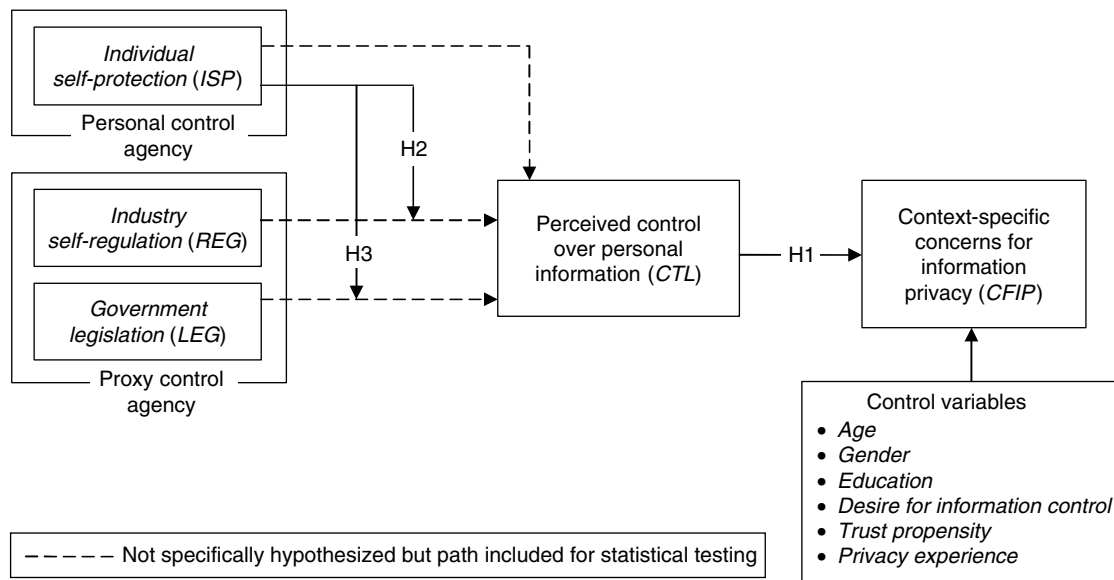 Individual
self-protection (ISP)
Personal control
agency
H2
Industry
self-regulation (REG)
H3
Government
legislation (LEG)
Proxy control
agency
Perceived control
over personal
information (CTL)
H1
Context-specific
concerns for
information
privacy (CFIP)
Control variables
• Age
• Gender
• Education
• Desire for information control
• Trust propensity
• Privacy experience
Not specifically hypothesized but path included for statistical testing